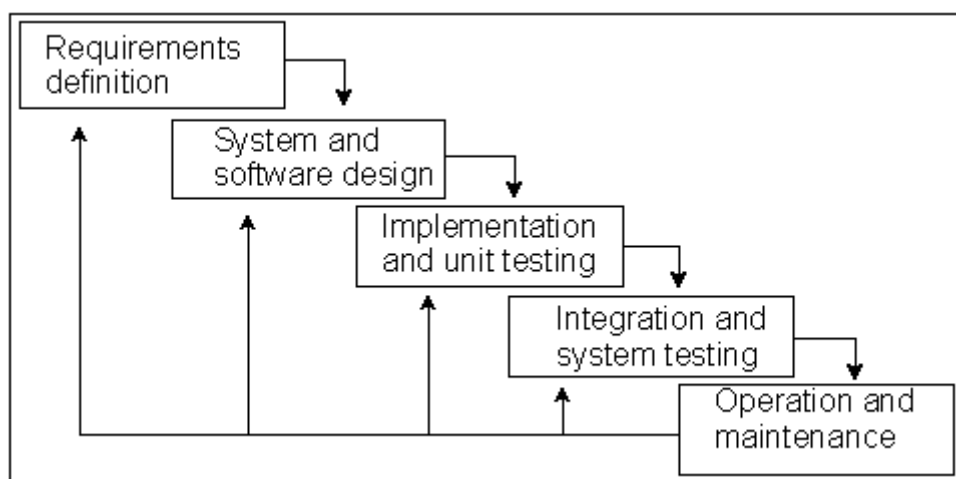 Requirements
definition
System and
software design
Implementation
and unit testing
Integration and
system testing
Operation and
maintenance